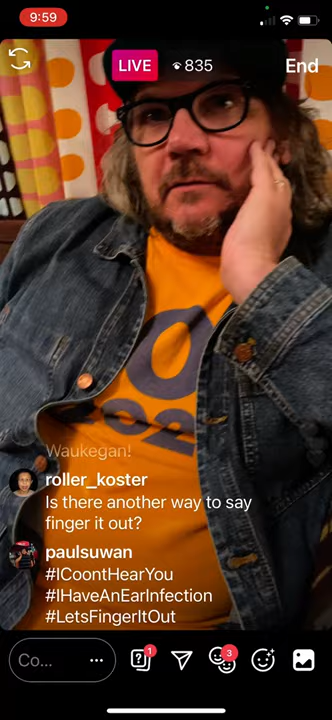 9:59
LIVE
835
End
Waukegan!
roller_koster
Is there another way to say
finger it out?
paulsuwan
#ICoontHearYou
#IHaveAnEarInfection
#LetsFingerItOut
Co...
1
3